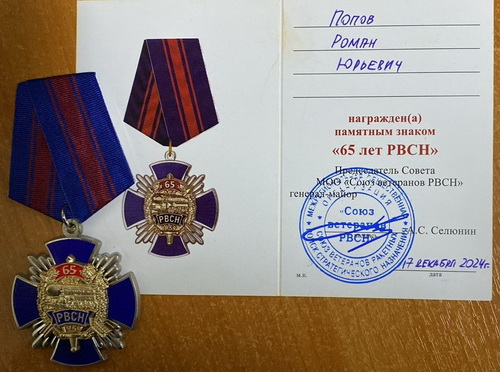 Попов
Роман
Юрьевич
награжден(а)
памятным знаком
«65 лет РВСН»
Председатель Совета
МОО «Союз ветеранов РВСН»
генерал-майор
«Союз
ветеранов
РВСН»
А.С. Селюнин
17 декабря 2024г.
м.п.
дата
65
РВСН
65
РВСН